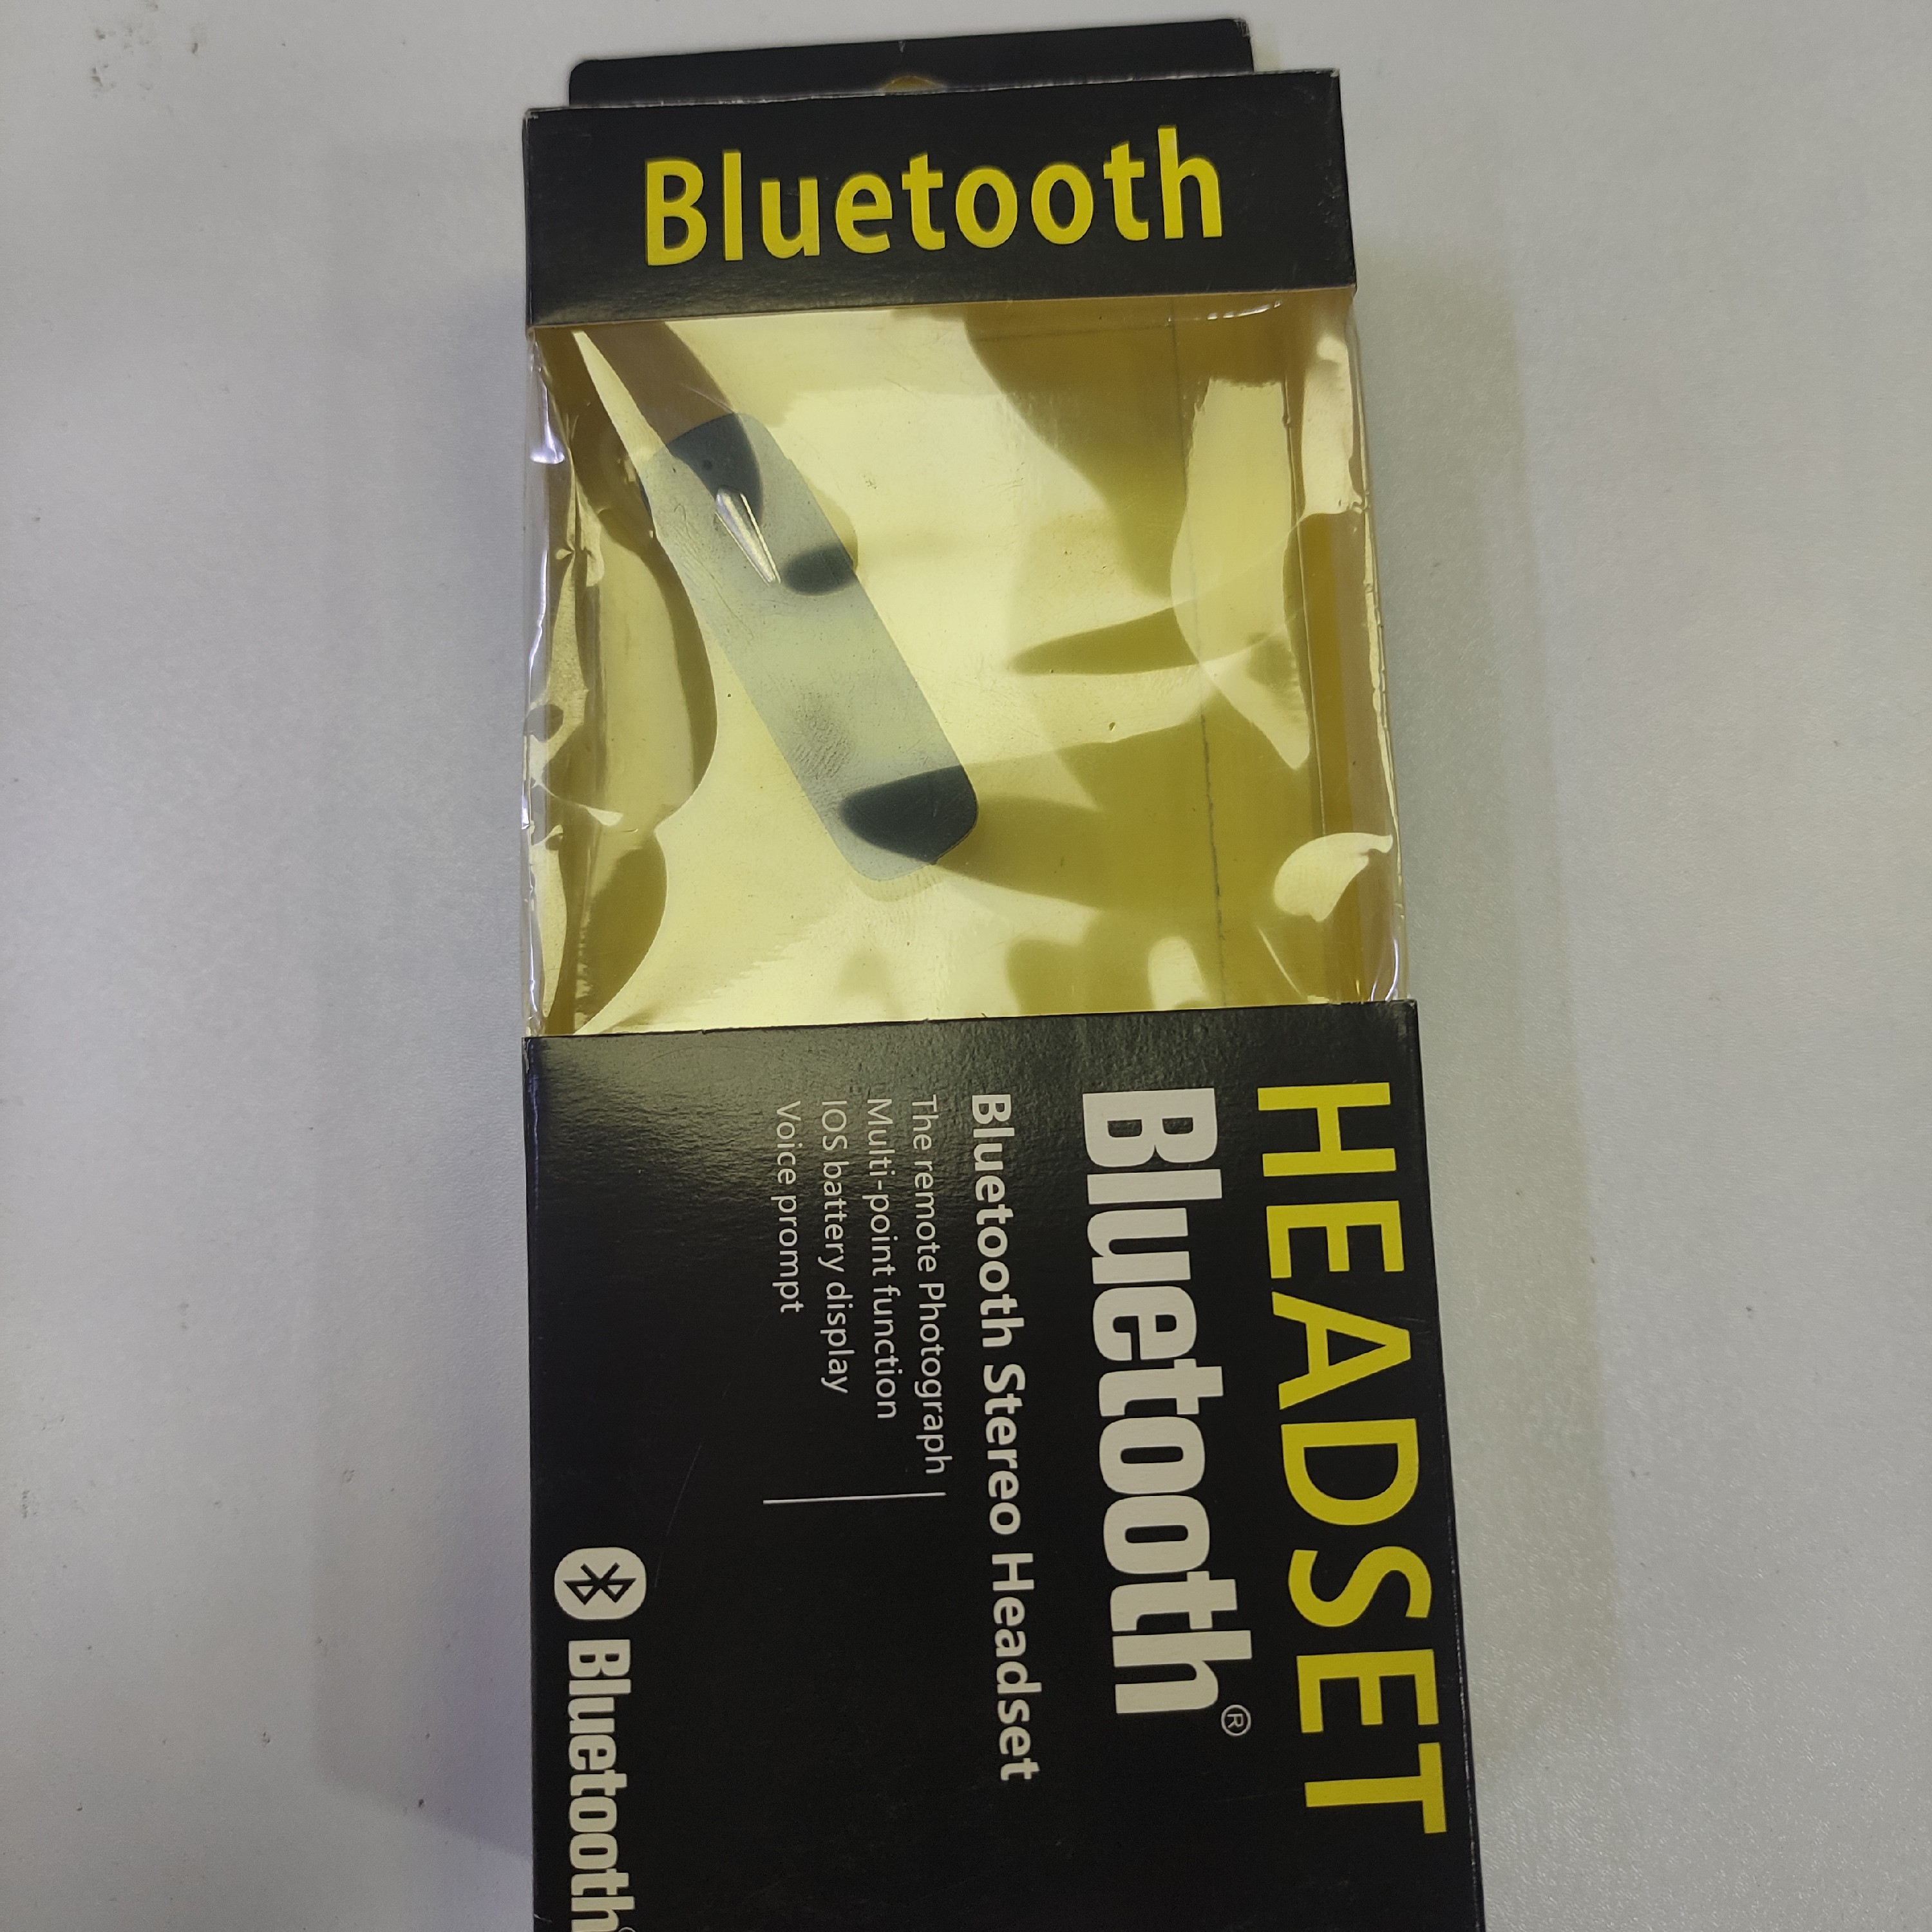 Bluetooth
HEADSET
Bluetooth®
Bluetooth Stereo Headset
The remote Photograph
Multi-point function
IOS battery display
Voice prompt
Bluetooth